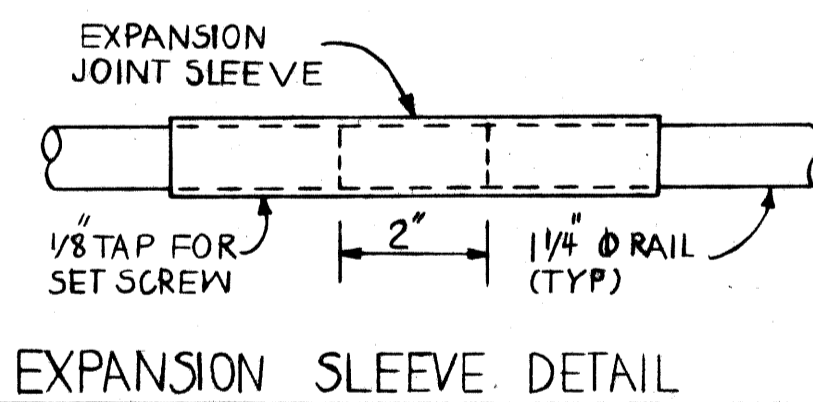 EXPANSION
JOINT SLEEVE
1/8" TAP FOR
SET SCREW
2"
1 1/4" Φ RAIL
(TYP)
EXPANSION SLEEVE DETAIL